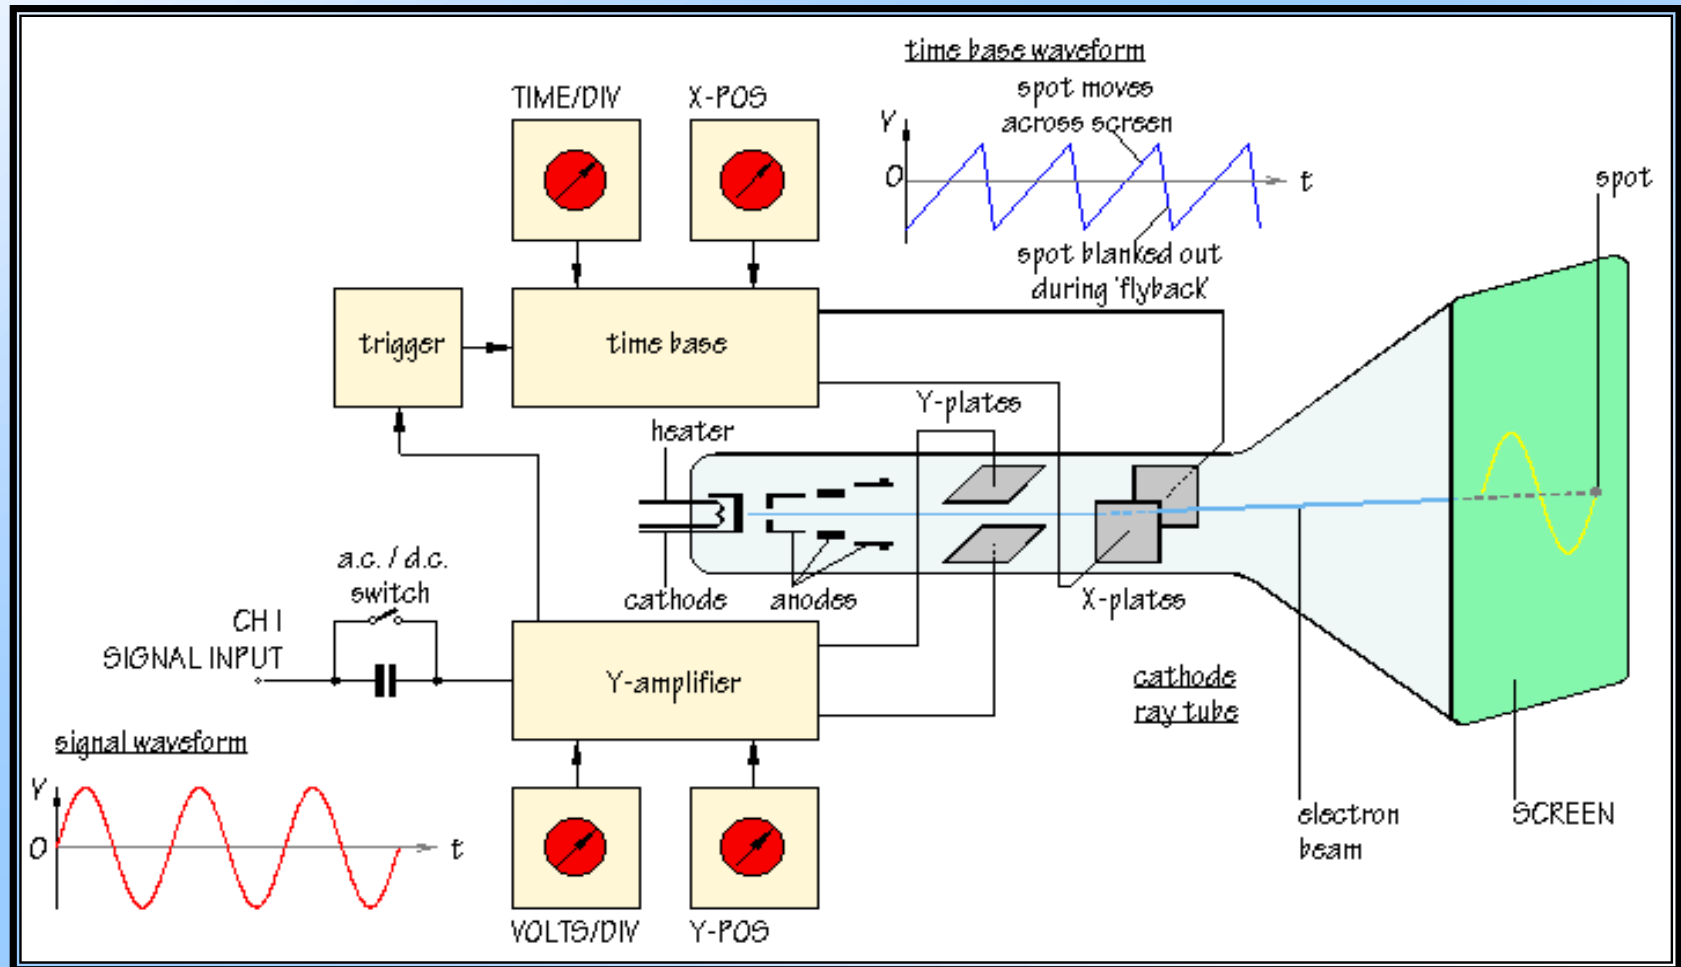 time base waveform
spot moves
across screen
V
O
t
spot blanked out
during 'flyback'
TIME/DIV
X-POS
trigger
time base
spot
Y-plates
heater
cathode
anodes
X-plates
a.c. / d.c.
switch
CH I
SIGNAL INPUT
Y-amplifier
cathode
ray tube
signal waveform
V
O
t
electron
beam
SCREEN
VOLTS/DIV
Y-POS